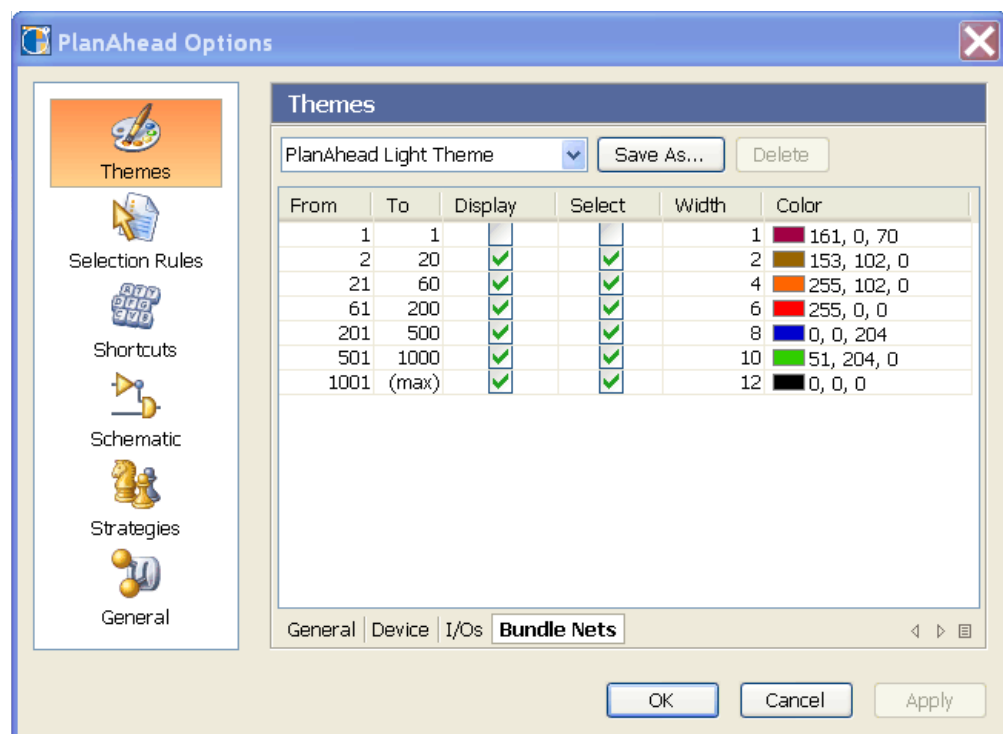 PlanAhead Options
Themes
Selection Rules
Shortcuts
Schematic
Strategies
General
Themes
PlanAhead Light Theme Save As... Delete
From To Display Select Width Color
1 1 1 161, 0, 70
2 20 2 153, 102, 0
21 60 4 255, 102, 0
61 200 6 255, 0, 0
201 500 8 0, 0, 204
501 1000 10 51, 204, 0
1001 (max) 12 0, 0, 0
General Device I/Os Bundle Nets
OK Cancel Apply